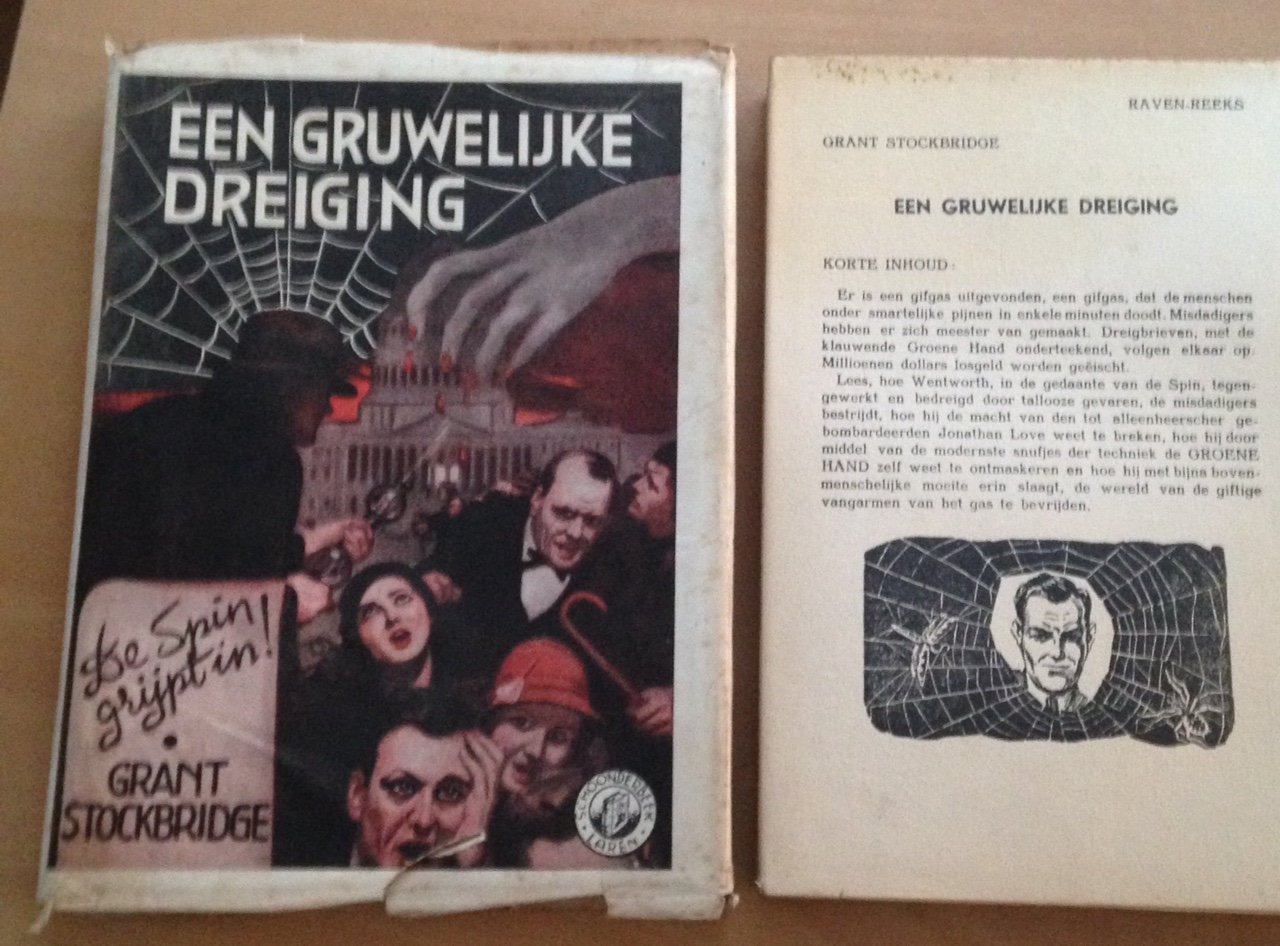 EEN GRUWELIJKE
DREIGING
De Spin
grijpt in!
•
GRANT
STOCKBRIDGE
SCHOONDERBEEK
• LAREN •
RAVEN-REEKS
GRANT STOCKBRIDGE
EEN GRUWELIJKE DREIGING
KORTE INHOUD:
Er is een gifgas uitgevonden, een gifgas, dat de menschen
onder smartelijke pijnen in enkele minuten doodt. Misdadigers
hebben er zich meester van gemaakt. Dreigbrieven, met de
klauwende Groene Hand onderteekend, volgen elkaar op.
Millioenen dollars losgeld worden geëischt.
Lees, hoe Wentworth, in de gedaante van de Spin, tegen-
gewerkt en bedreigd door tallooze gevaren, de misdadigers
bestrijdt, hoe hij de macht van den tot alleenheerscher ge-
bombardeerden Jonathan Love weet te breken, hoe hij door
middel van de modernste snufjes der techniek de GROENE
HAND zelf weet te ontmaskeren en hoe hij met bijna boven-
menschelijke moeite erin slaagt, de wereld van de giftige
vangarmen van het gas te bevrijden.